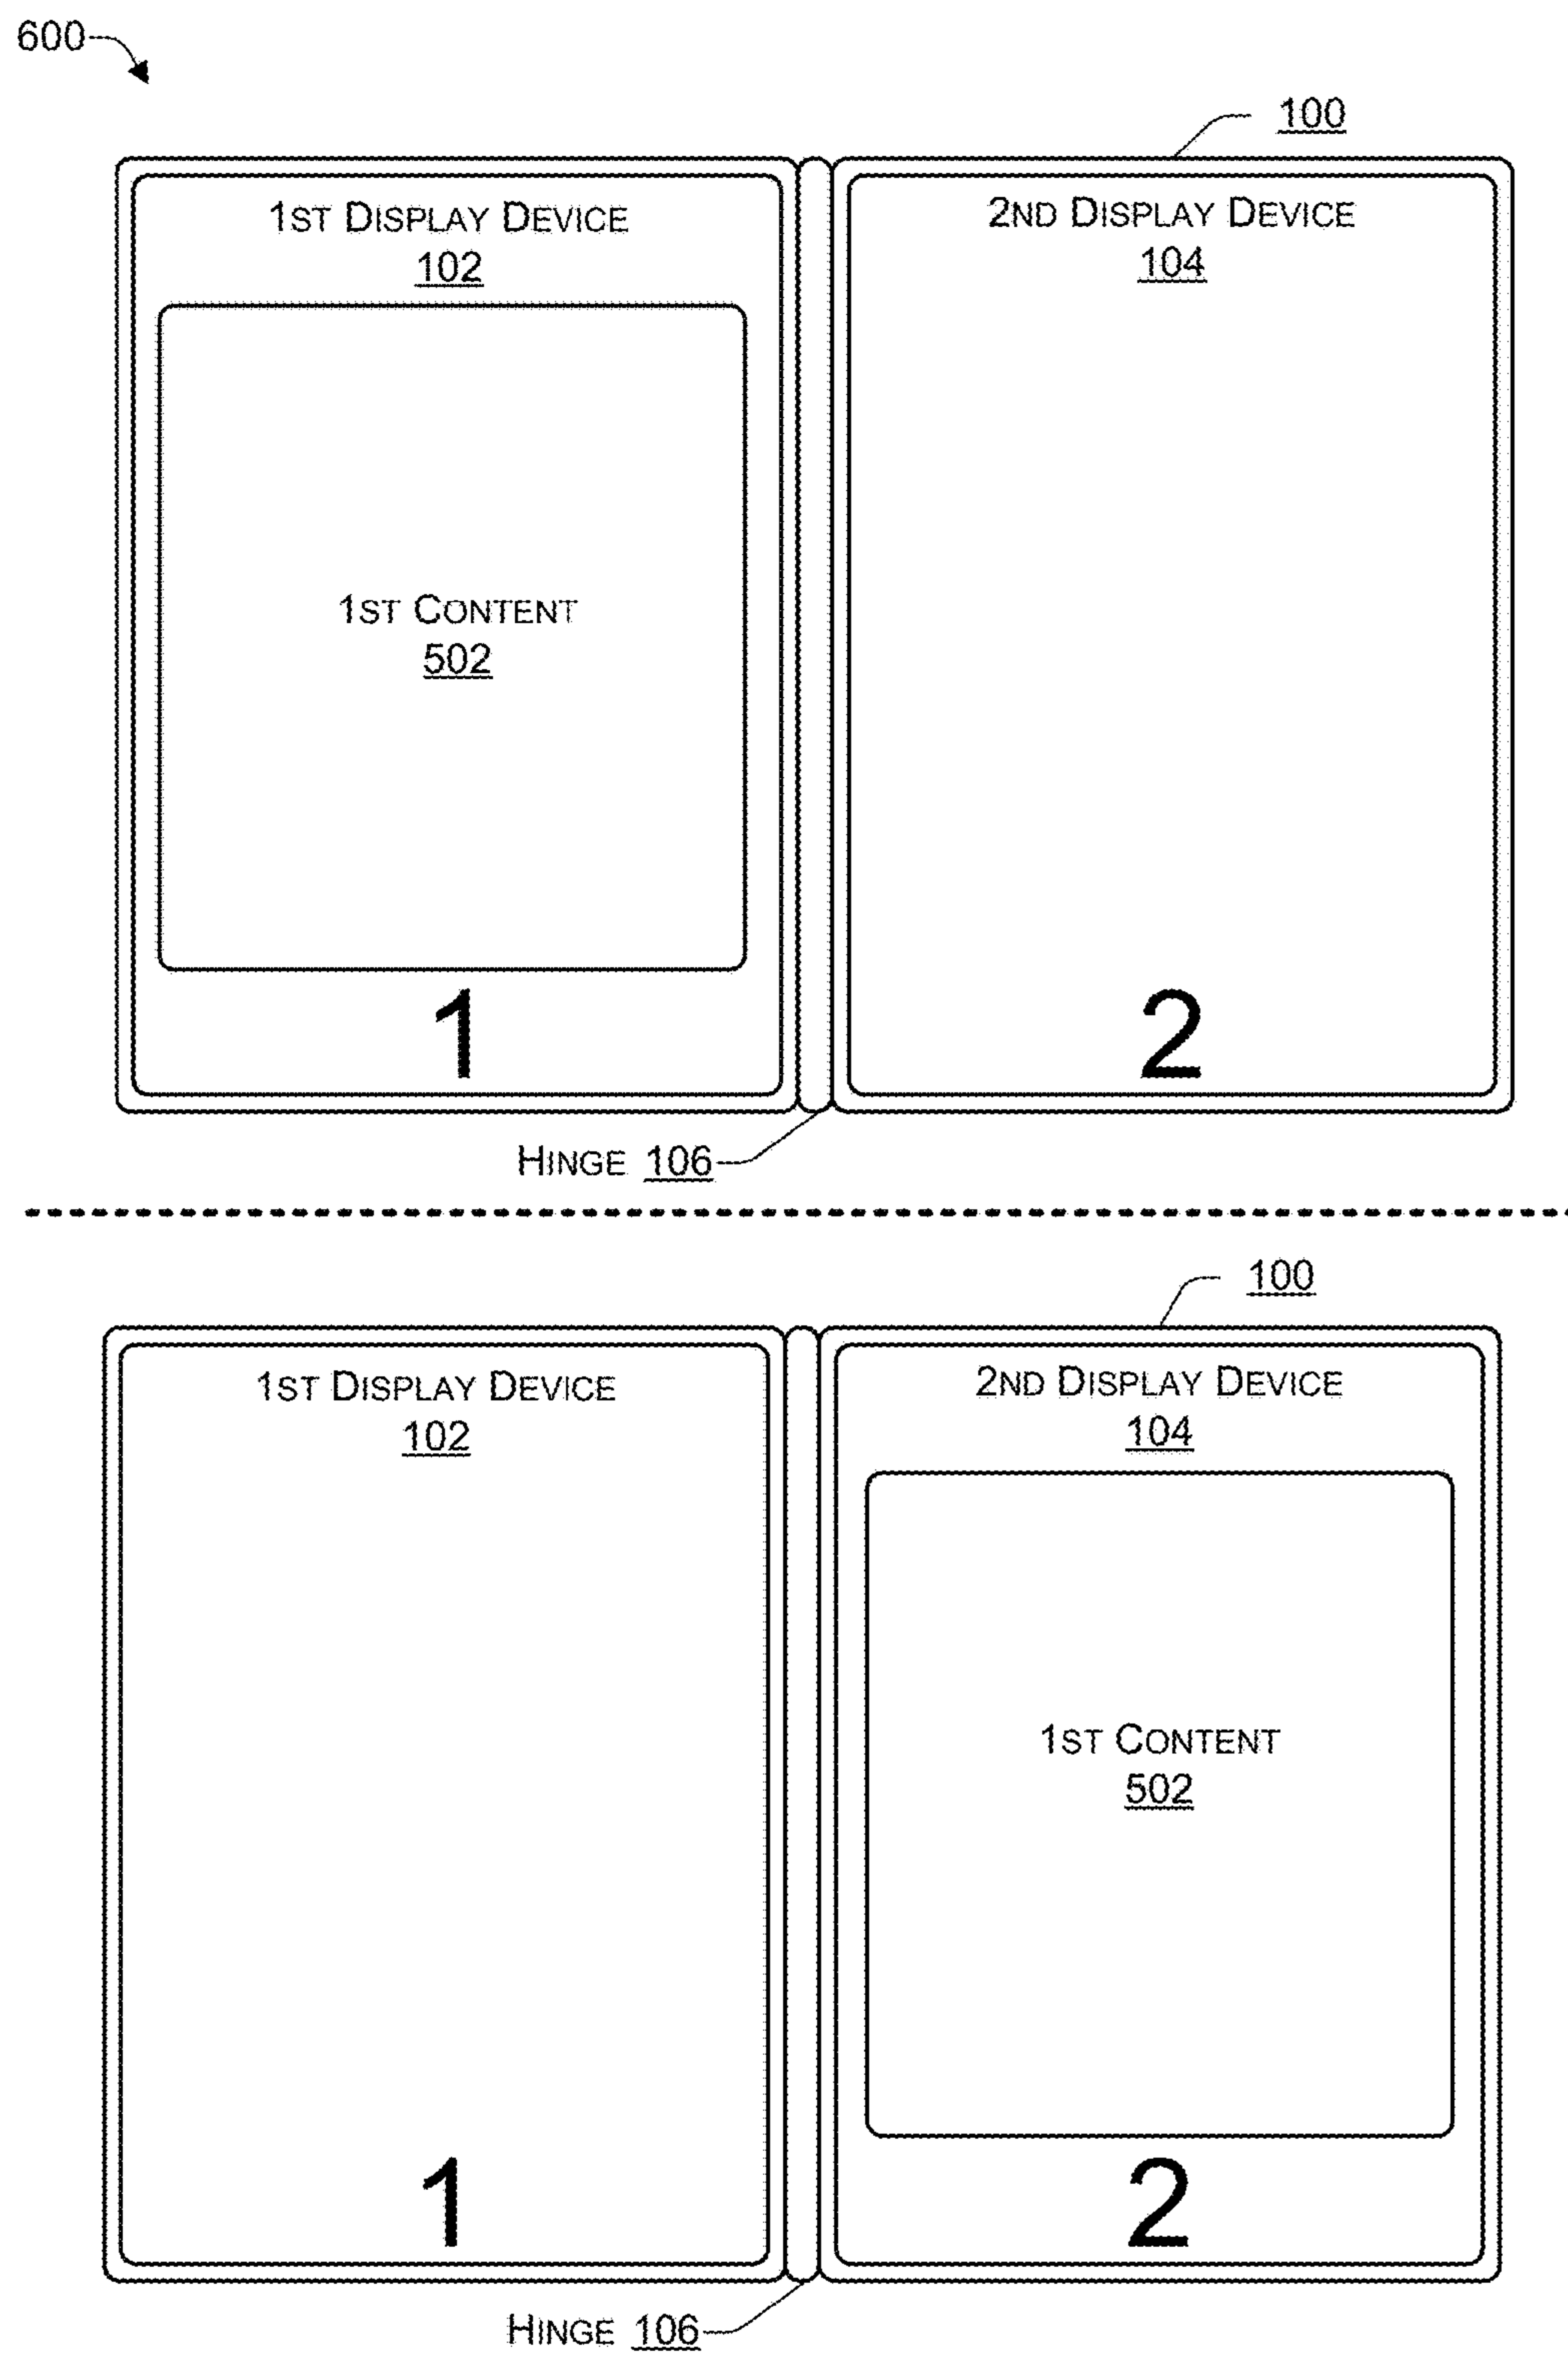 600
100
1ST DISPLAY DEVICE
102
2ND DISPLAY DEVICE
104
1ST CONTENT
502
1
2
HINGE 106
100
1ST DISPLAY DEVICE
102
2ND DISPLAY DEVICE
104
1ST CONTENT
502
1
2
HINGE 106